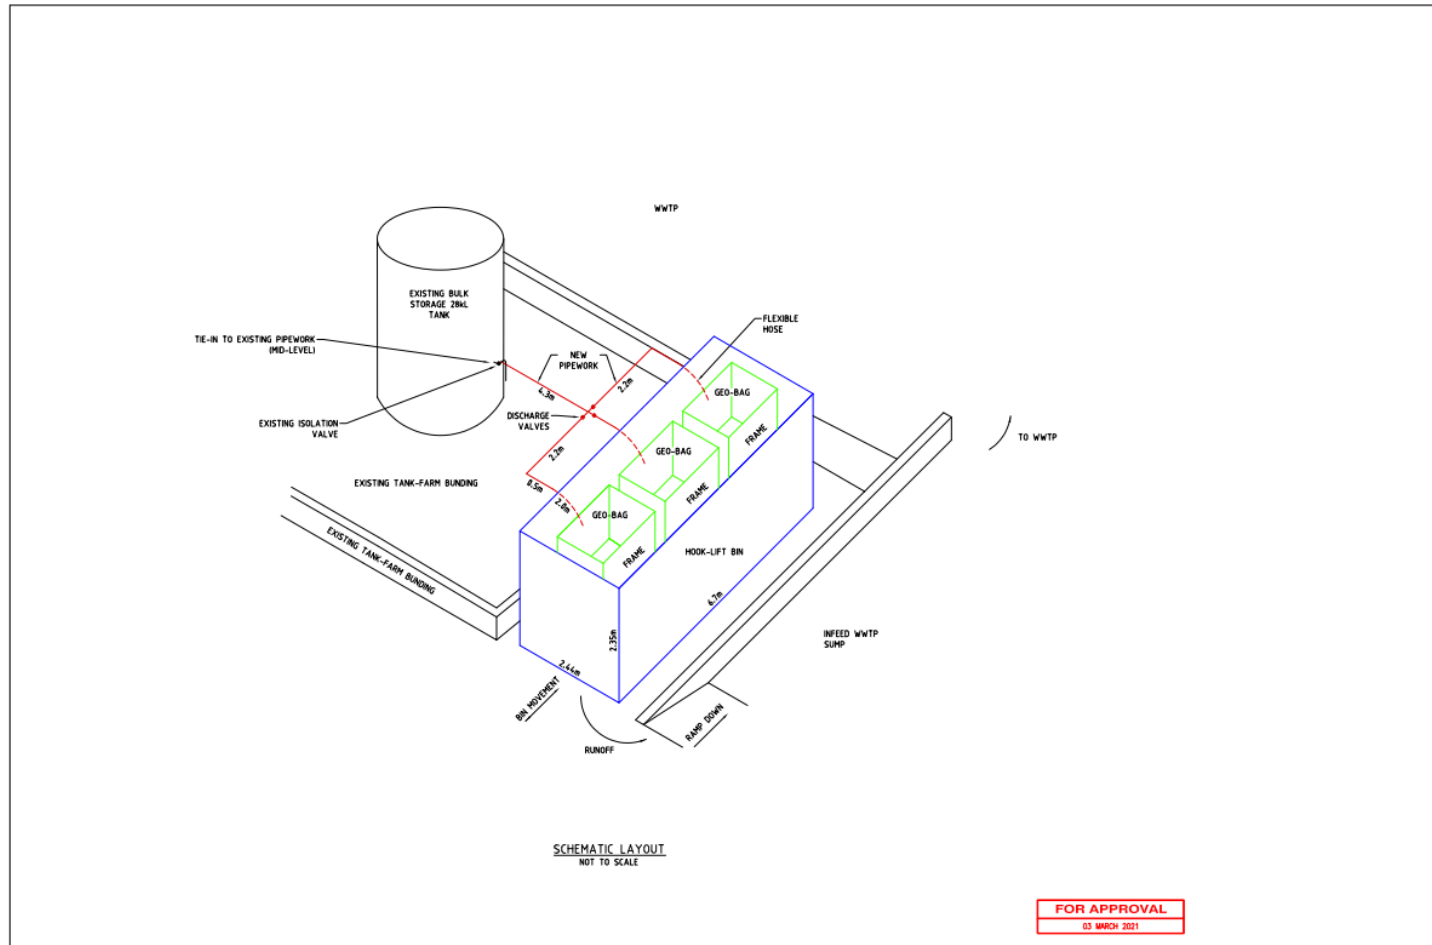 WWTP
EXISTING BULK
STORAGE 28kL
TANK
FLEXIBLE
HOSE
TIE-IN TO EXISTING PIPEWORK
(MID-LEVEL)
NEW
PIPEWORK
4.3m
2.2m
GEO-BAG
FRAME
DISCHARGE
VALVES
EXISTING ISOLATION
VALVE
TO WWTP
2.2m
GEO-BAG
FRAME
EXISTING TANK-FARM BUNDING
0.5m
2.0m
GEO-BAG
FRAME
HOOK-LIFT BIN
EXISTING TANK-FARM BUNDING
6.7m
2.35m
INFEED WWTP
SUMP
2.44m
BIN MOVEMENT
RAMP DOWN
RUNOFF
SCHEMATIC LAYOUT
NOT TO SCALE
FOR APPROVAL
03 MARCH 2021